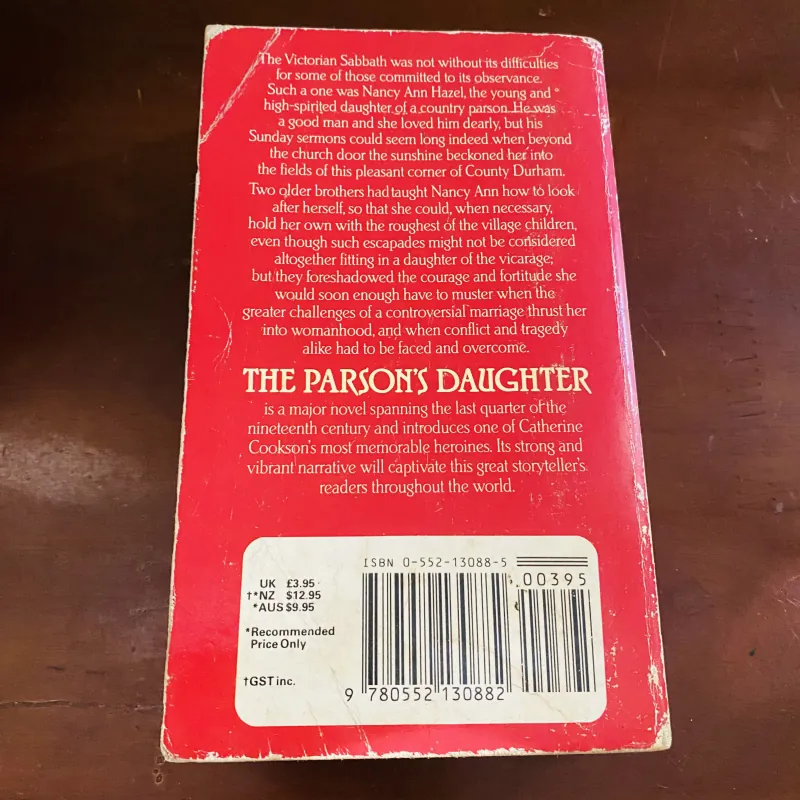 The Victorian Sabbath was not without its difficulties
for some of those committed to its observance.
Such a one was Nancy Ann Hazel, the young and
high-spirited daughter of a country parson. He was
a good man and she loved him dearly, but his
Sunday sermons could seem long indeed when beyond
the church door the sunshine beckoned her into
the fields of this pleasant corner of County Durham.
Two older brothers had taught Nancy Ann how to look
after herself, so that she could, when necessary,
hold her own with the roughest of the village children,
even though such escapades might not be considered
altogether fitting in a daughter of the vicarage;
but they foreshadowed the courage and fortitude she
would soon enough have to muster when the
greater challenges of a controversial marriage thrust her
into womanhood, and when conflict and tragedy
alike had to be faced and overcome.
THE PARSON'S DAUGHTER
is a major novel spanning the last quarter of the
nineteenth century and introduces one of Catherine
Cookson's most memorable heroines. Its strong and
vibrant narrative will captivate this great storyteller's
readers throughout the world.
ISBN 0-552-13088-5
00395
UK £3.95
†*NZ $12.95
*AUS $9.95
*Recommended
Price Only
†GST inc.
9 780552 130882